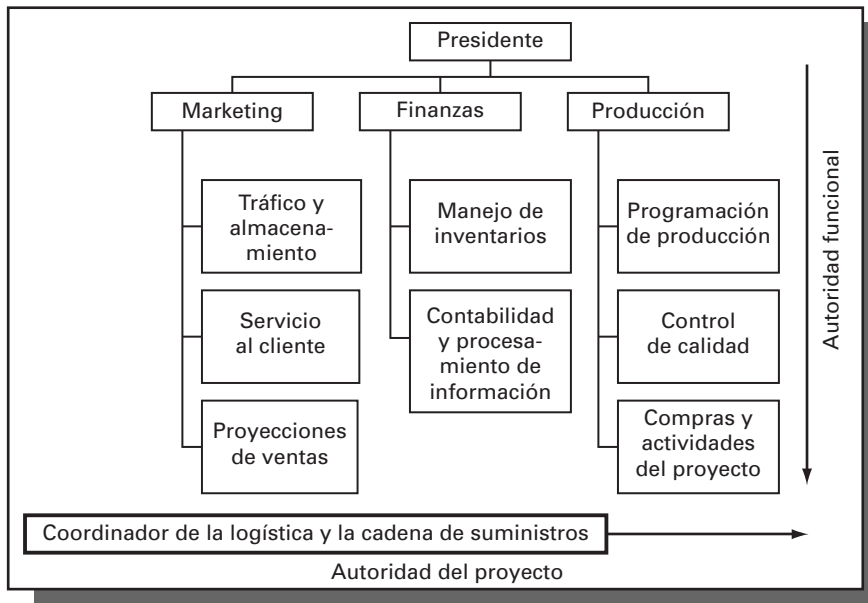 Presidente
Marketing
Finanzas
Producción
Tráfico y
almacena-
miento
Manejo de
inventarios
Programación
de producción
Servicio
al cliente
Contabilidad
y procesa-
miento de
información
Control
de calidad
Proyecciones
de ventas
Compras y
actividades
del proyecto
Autoridad funcional
Coordinador de la logística y la cadena de suministros
Autoridad del proyecto